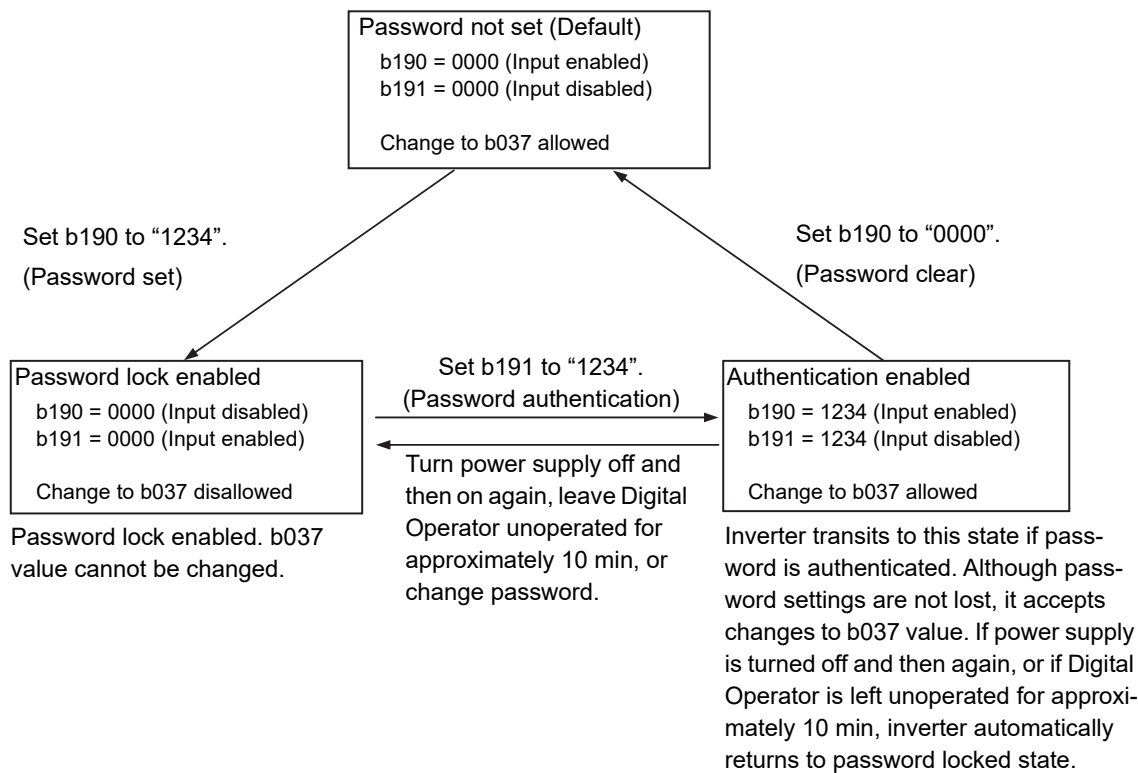 Password not set (Default)
b190 = 0000 (Input enabled)
b191 = 0000 (Input disabled)
Change to b037 allowed
Set b190 to “1234”.
(Password set)
Set b190 to “0000”.
(Password clear)
Password lock enabled
b190 = 0000 (Input disabled)
b191 = 0000 (Input enabled)
Change to b037 disallowed
Password lock enabled. b037
value cannot be changed.
Set b191 to “1234”.
(Password authentication)
Turn power supply off and
then on again, leave Digital
Operator unoperated for
approximately 10 min, or
change password.
Authentication enabled
b190 = 1234 (Input enabled)
b191 = 1234 (Input disabled)
Change to b037 allowed
Inverter transits to this state if pass-
word is authenticated. Although pass-
word settings are not lost, it accepts
changes to b037 value. If power supply
is turned off and then again, or if Digital
Operator is left unoperated for approxi-
mately 10 min, inverter automatically
returns to password locked state.